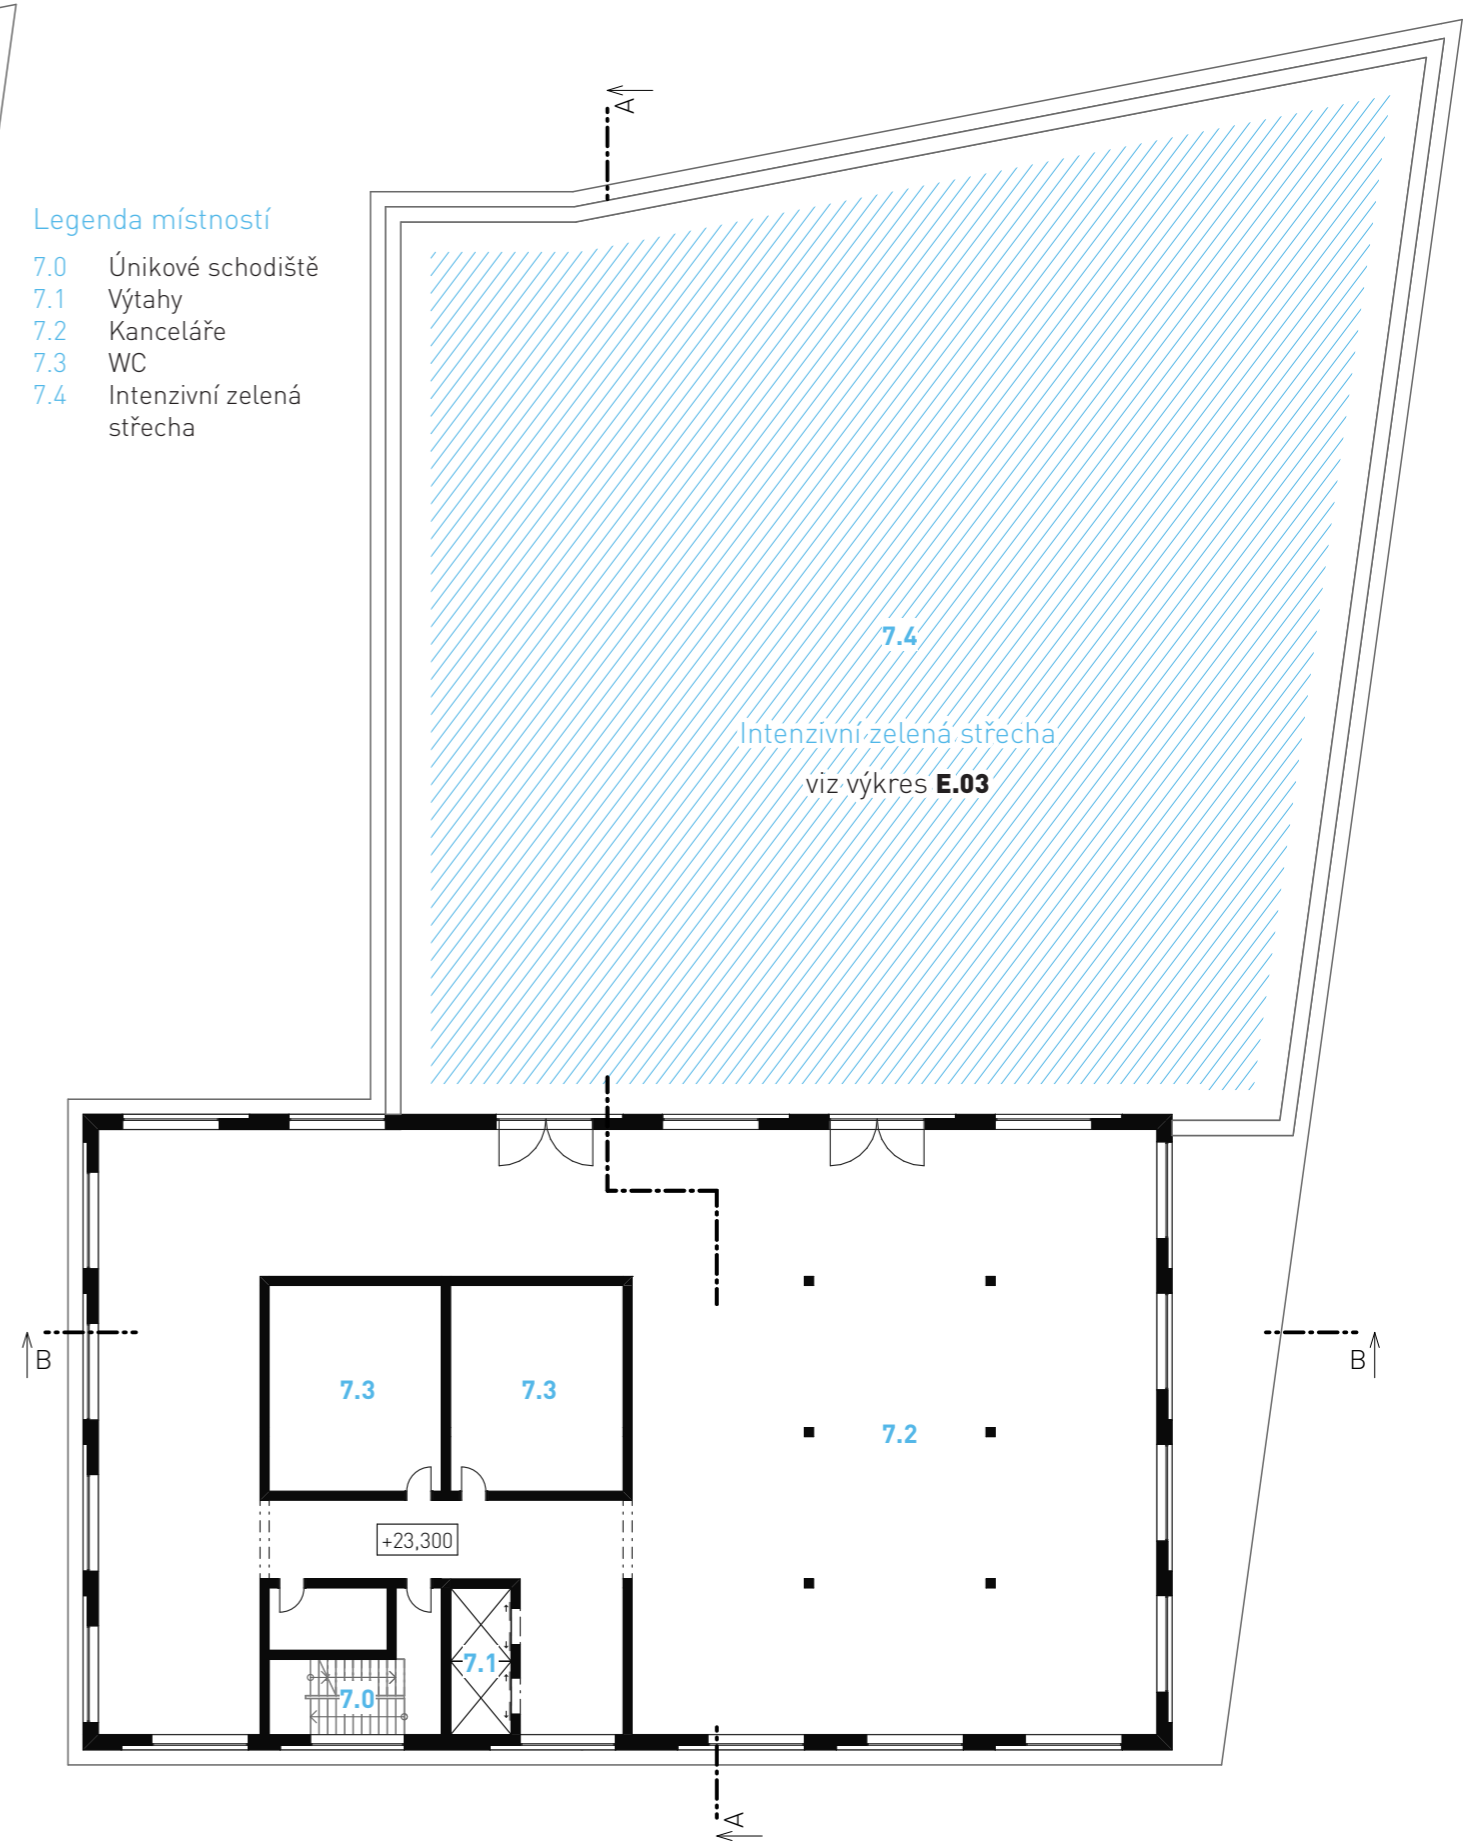 A
Legenda místností
7.0 Únikové schodiště
7.1 Výtahy
7.2 Kanceláře
7.3 WC
7.4 Intenzivní zelená
střecha
7.4
Intenzivní zelená střecha
viz výkres E.03
B
B
7.3
7.3
7.2
+23,300
7.1
7.0
A